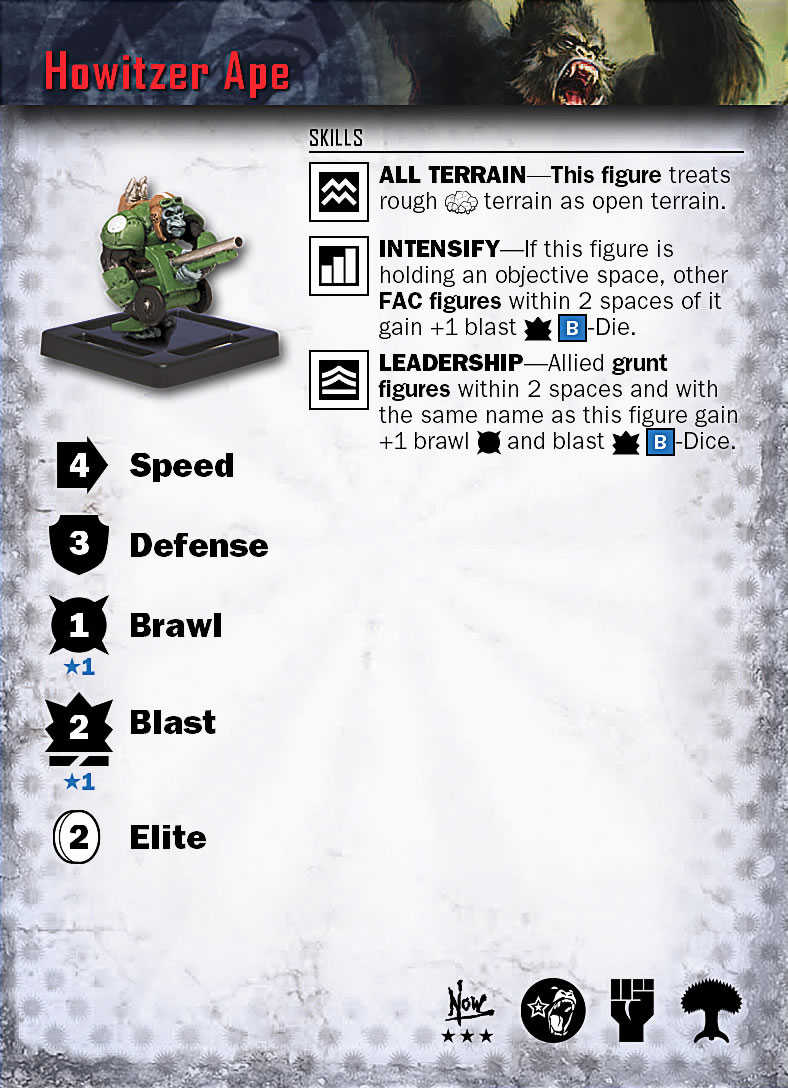 Howitzer Ape
SKILLS
ALL TERRAIN—This figure treats
rough terrain as open terrain.
INTENSIFY—If this figure is
holding an objective space, other
FAC figures within 2 spaces of it
gain +1 blast B-Die.
LEADERSHIP—Allied grunt
figures within 2 spaces and with
the same name as this figure gain
+1 brawl and blast B-Dice.
4 Speed
3 Defense
1 Brawl
★1
2 Blast
★1
2 Elite
Now
★★★